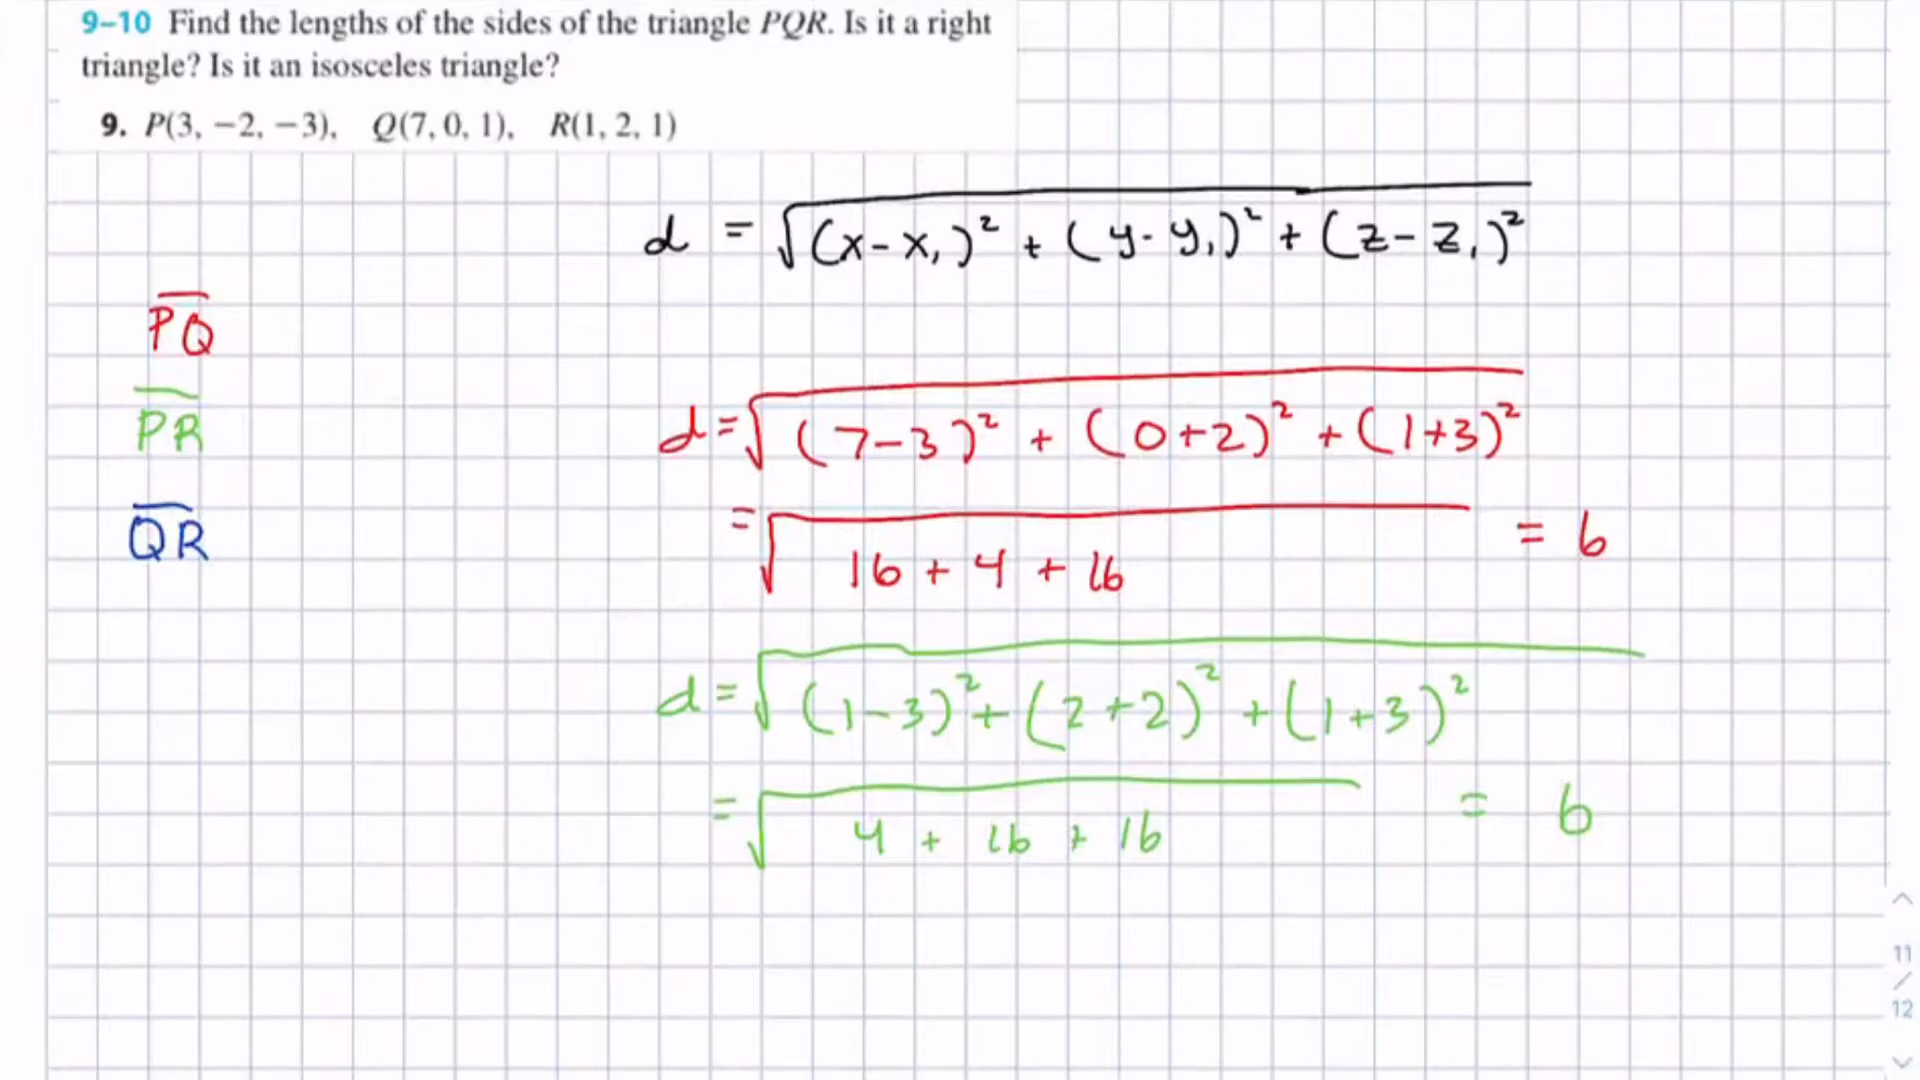 9–10 Find the lengths of the sides of the triangle PQR. Is it a right
triangle? Is it an isosceles triangle?
9. P(3, −2, −3), Q(7, 0, 1), R(1, 2, 1)
d = √(x-x₁)² + (y-y₁)² + (z-z₁)²
PQ
PR
QR
d=√(7-3)² + (0+2)² + (1+3)²
=√16 + 4 + 16 = 6
d=√(1-3)²+(2+2)²+(1+3)²
=√4 + 16 + 16 = 6
11
/
12